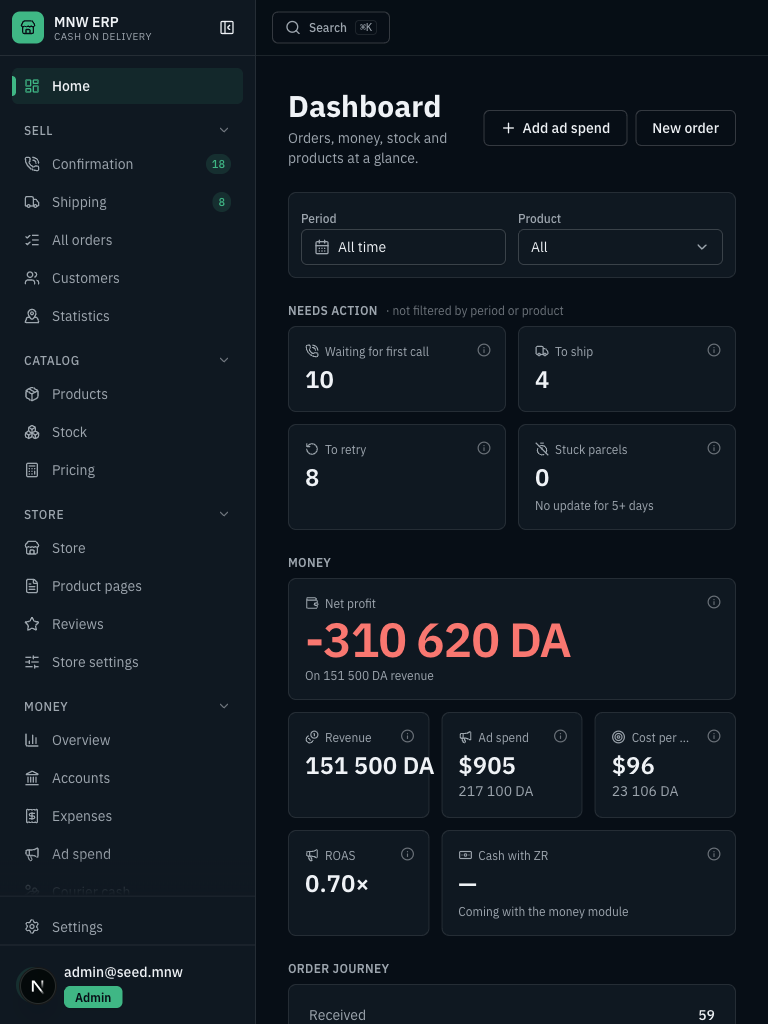 MNW ERP
CASH ON DELIVERY
Search ⌘K
Home
SELL
Confirmation 18
Shipping 8
All orders
Customers
Statistics
CATALOG
Products
Stock
Pricing
STORE
Store
Product pages
Reviews
Store settings
MONEY
Overview
Accounts
Expenses
Ad spend
Courier cash
Settings
N
admin@seed.mnw
Admin
Dashboard
Orders, money, stock and
products at a glance.
Add ad spend
New order
Period
All time
Product
All
NEEDS ACTION · not filtered by period or product
Waiting for first call
10
To ship
4
To retry
8
Stuck parcels
0
No update for 5+ days
MONEY
Net profit
-310 620 DA
On 151 500 DA revenue
Revenue
151 500 DA
Ad spend
$905
217 100 DA
Cost per ...
$96
23 106 DA
ROAS
0.70×
Cash with ZR
—
Coming with the money module
ORDER JOURNEY
Received 59